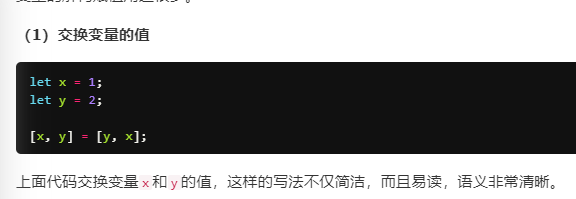 （1）交换变量的值
let x = 1;
let y = 2;
[x, y] = [y, x];
上面代码交换变量x和y的值，这样的写法不仅简洁，而且易读，语义非常清晰。